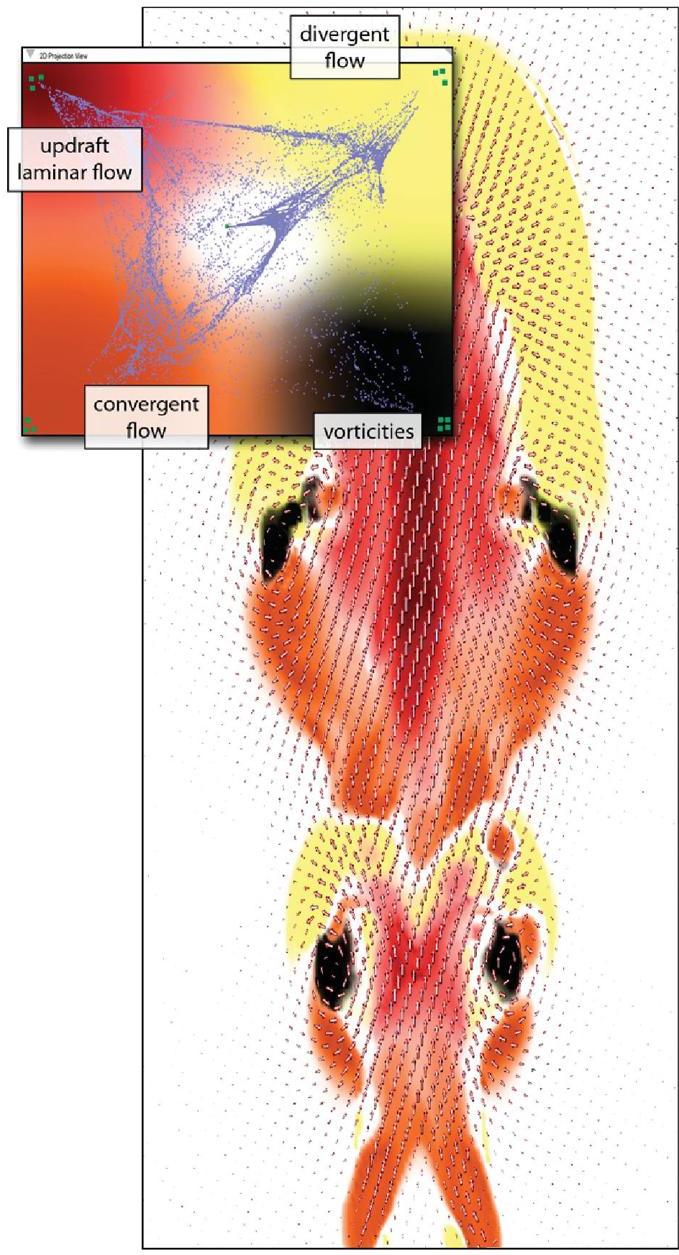 divergent
flow
2D Projection View
updraft
laminar flow
convergent
flow
vorticities